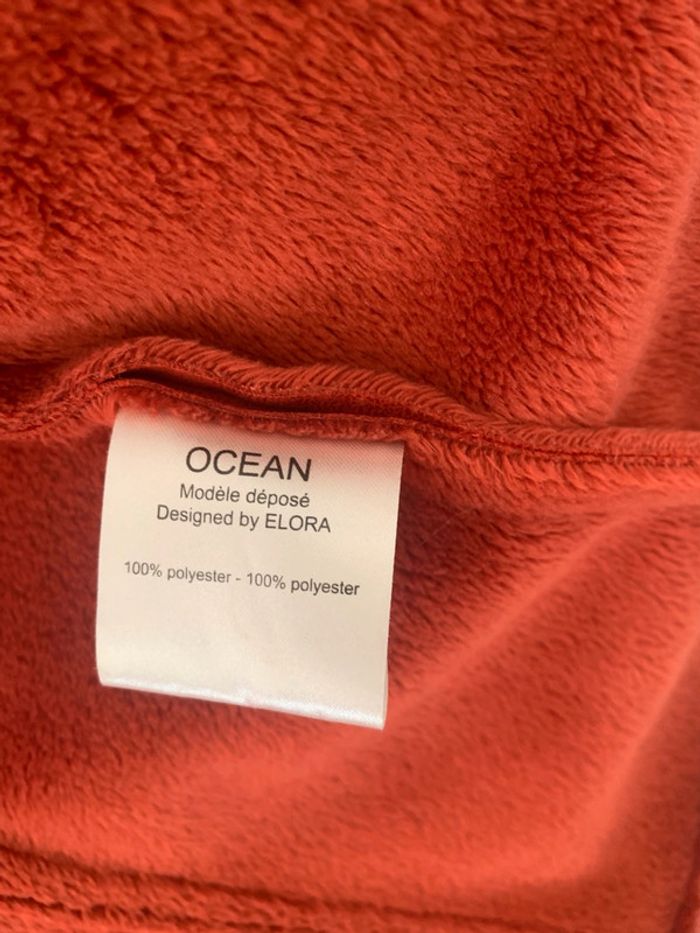 OCEAN
Modèle déposé
Designed by ELORA
100% polyester - 100% polyester